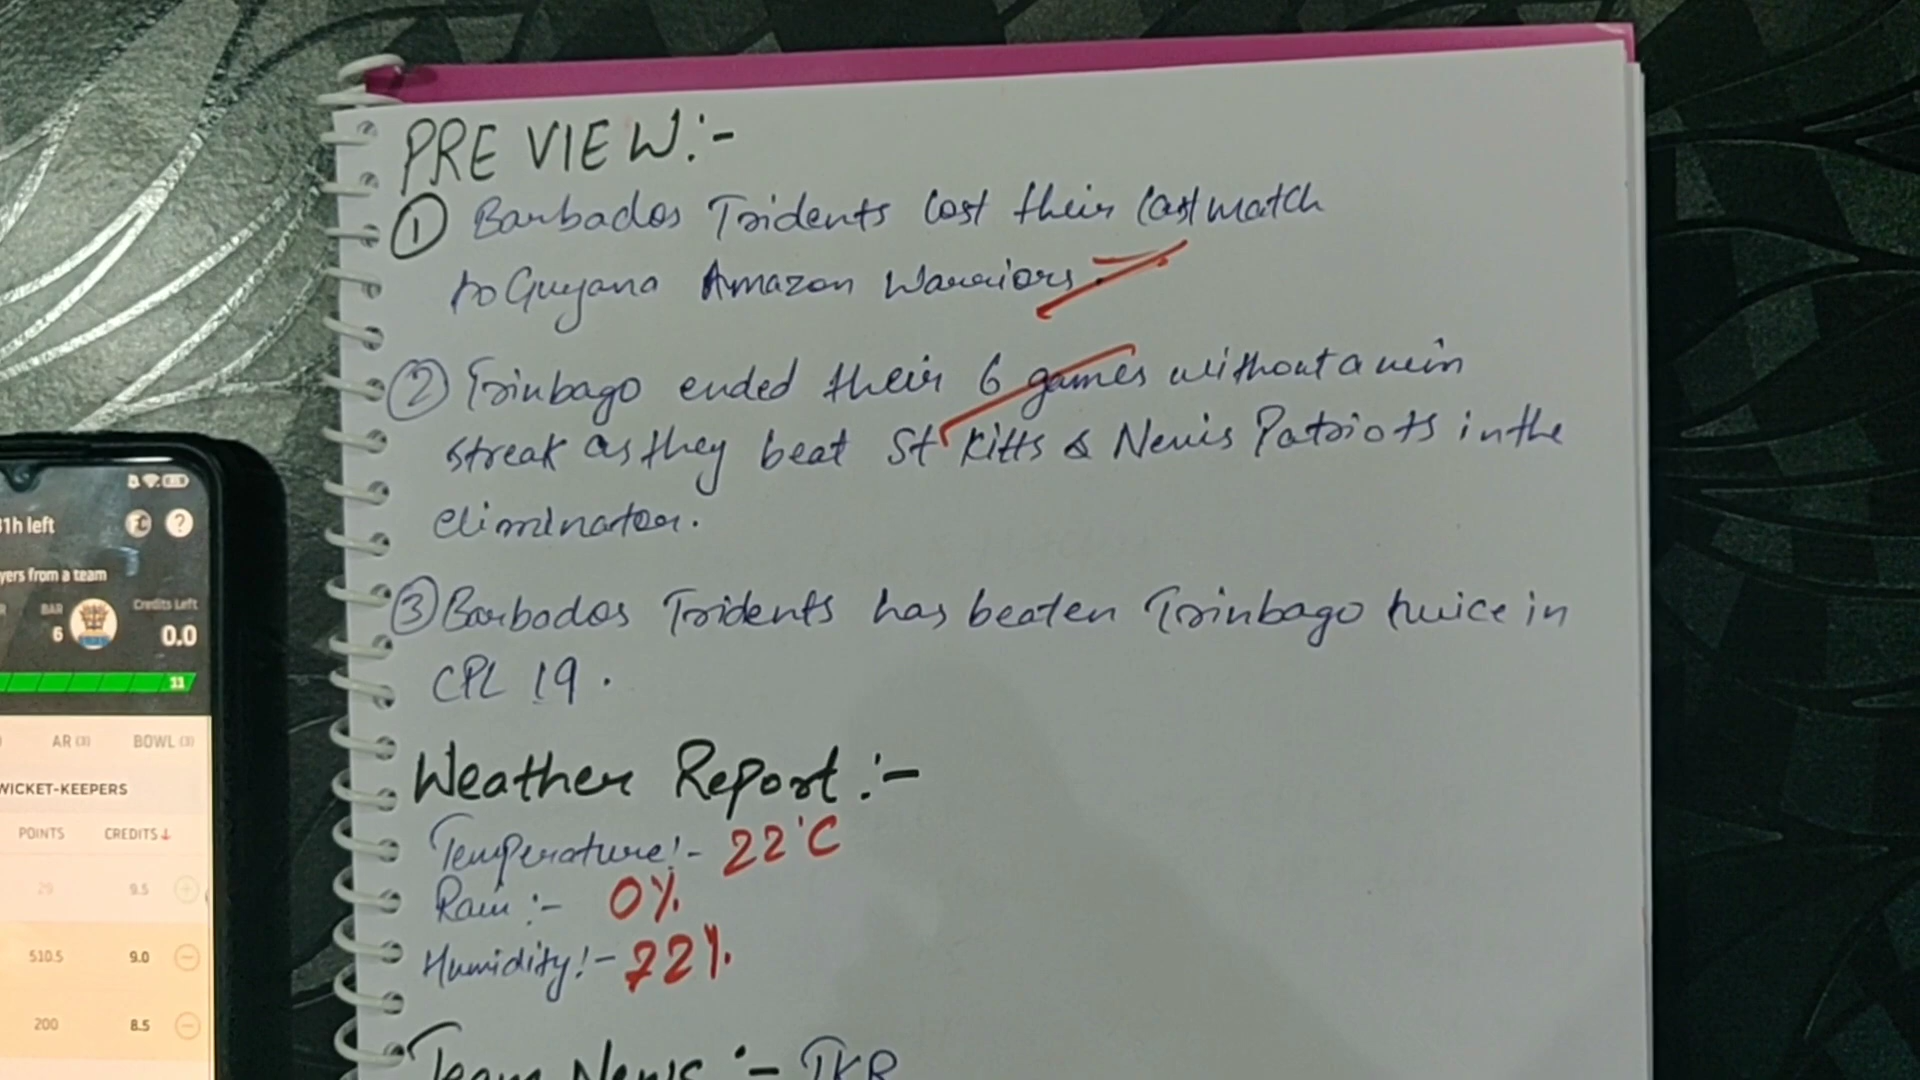 PREVIEW:-
① Barbados Tridents lost their last match
to Guyana Amazon Warriors.
② Trinbago ended their 6 games without a win
streak as they beat St Kitts & Nevis Patriots in the
eliminator.
③ Barbados Tridents has beaten Trinbago twice in
CPL 19.
Weather Report:-
Temperature:- 22°C
Rain:- 0%
Humidity:- 72%
Team News:- TKR
1h left
?
yers from a team
BAR
6
Credits Left
0.0
11
AR (3) BOWL (3)
WICKET-KEEPERS
POINTS CREDITS↓
29 9.5
510.5 9.0
200 8.5